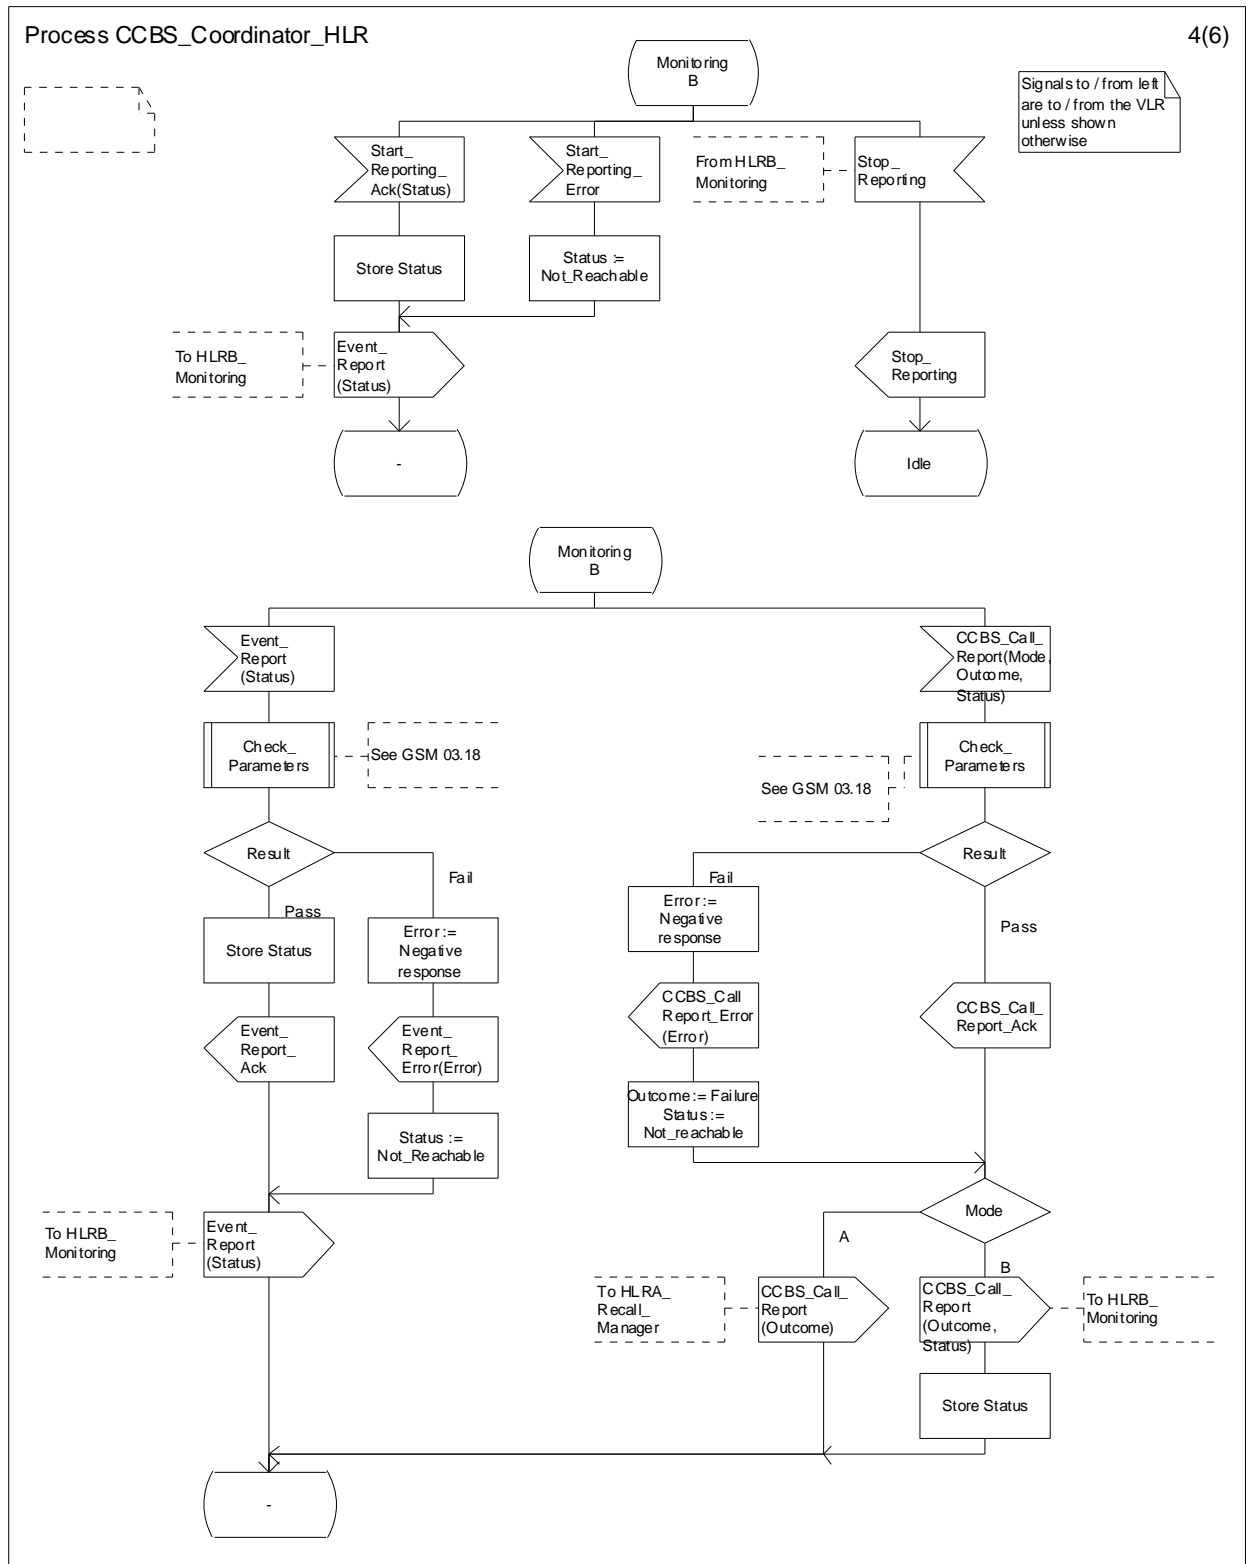 Process CCBS_Coordinator_HLR
4(6)
Monitoring
B
Signals to / from left
are to / from the VLR
unless shown
otherwise
Start_
Reporting_
Ack(Status)
Start_
Reporting_
Error
From HLRB_
Monitoring
Stop_
Reporting
Store Status
Status :=
Not_Reachable
To HLRB_
Monitoring
Event_
Report
(Status)
Stop_
Reporting
-
Idle
Monitoring
B
Event_
Report
(Status)
CCBS_Call_
Report(Mode,
Outcome,
Status)
Check_
Parameters
See GSM 03.18
See GSM 03.18
Check_
Parameters
Result
Fail
Pass
Result
Fail
Pass
Store Status
Error :=
Negative
response
Error :=
Negative
response
Event_
Report_
Ack
Event_
Report_
Error(Error)
CCBS_Call
Report_Error
(Error)
CCBS_Call_
Report_Ack
Status :=
Not_Reachable
Outcome := Failure
Status :=
Not_reachable
To HLRB_
Monitoring
Event_
Report
(Status)
Mode
A
B
To HLRA_
Recall_
Manager
CCBS_Call_
Report
(Outcome)
CCBS_Call_
Report
(Outcome,
Status)
To HLRB_
Monitoring
Store Status
-